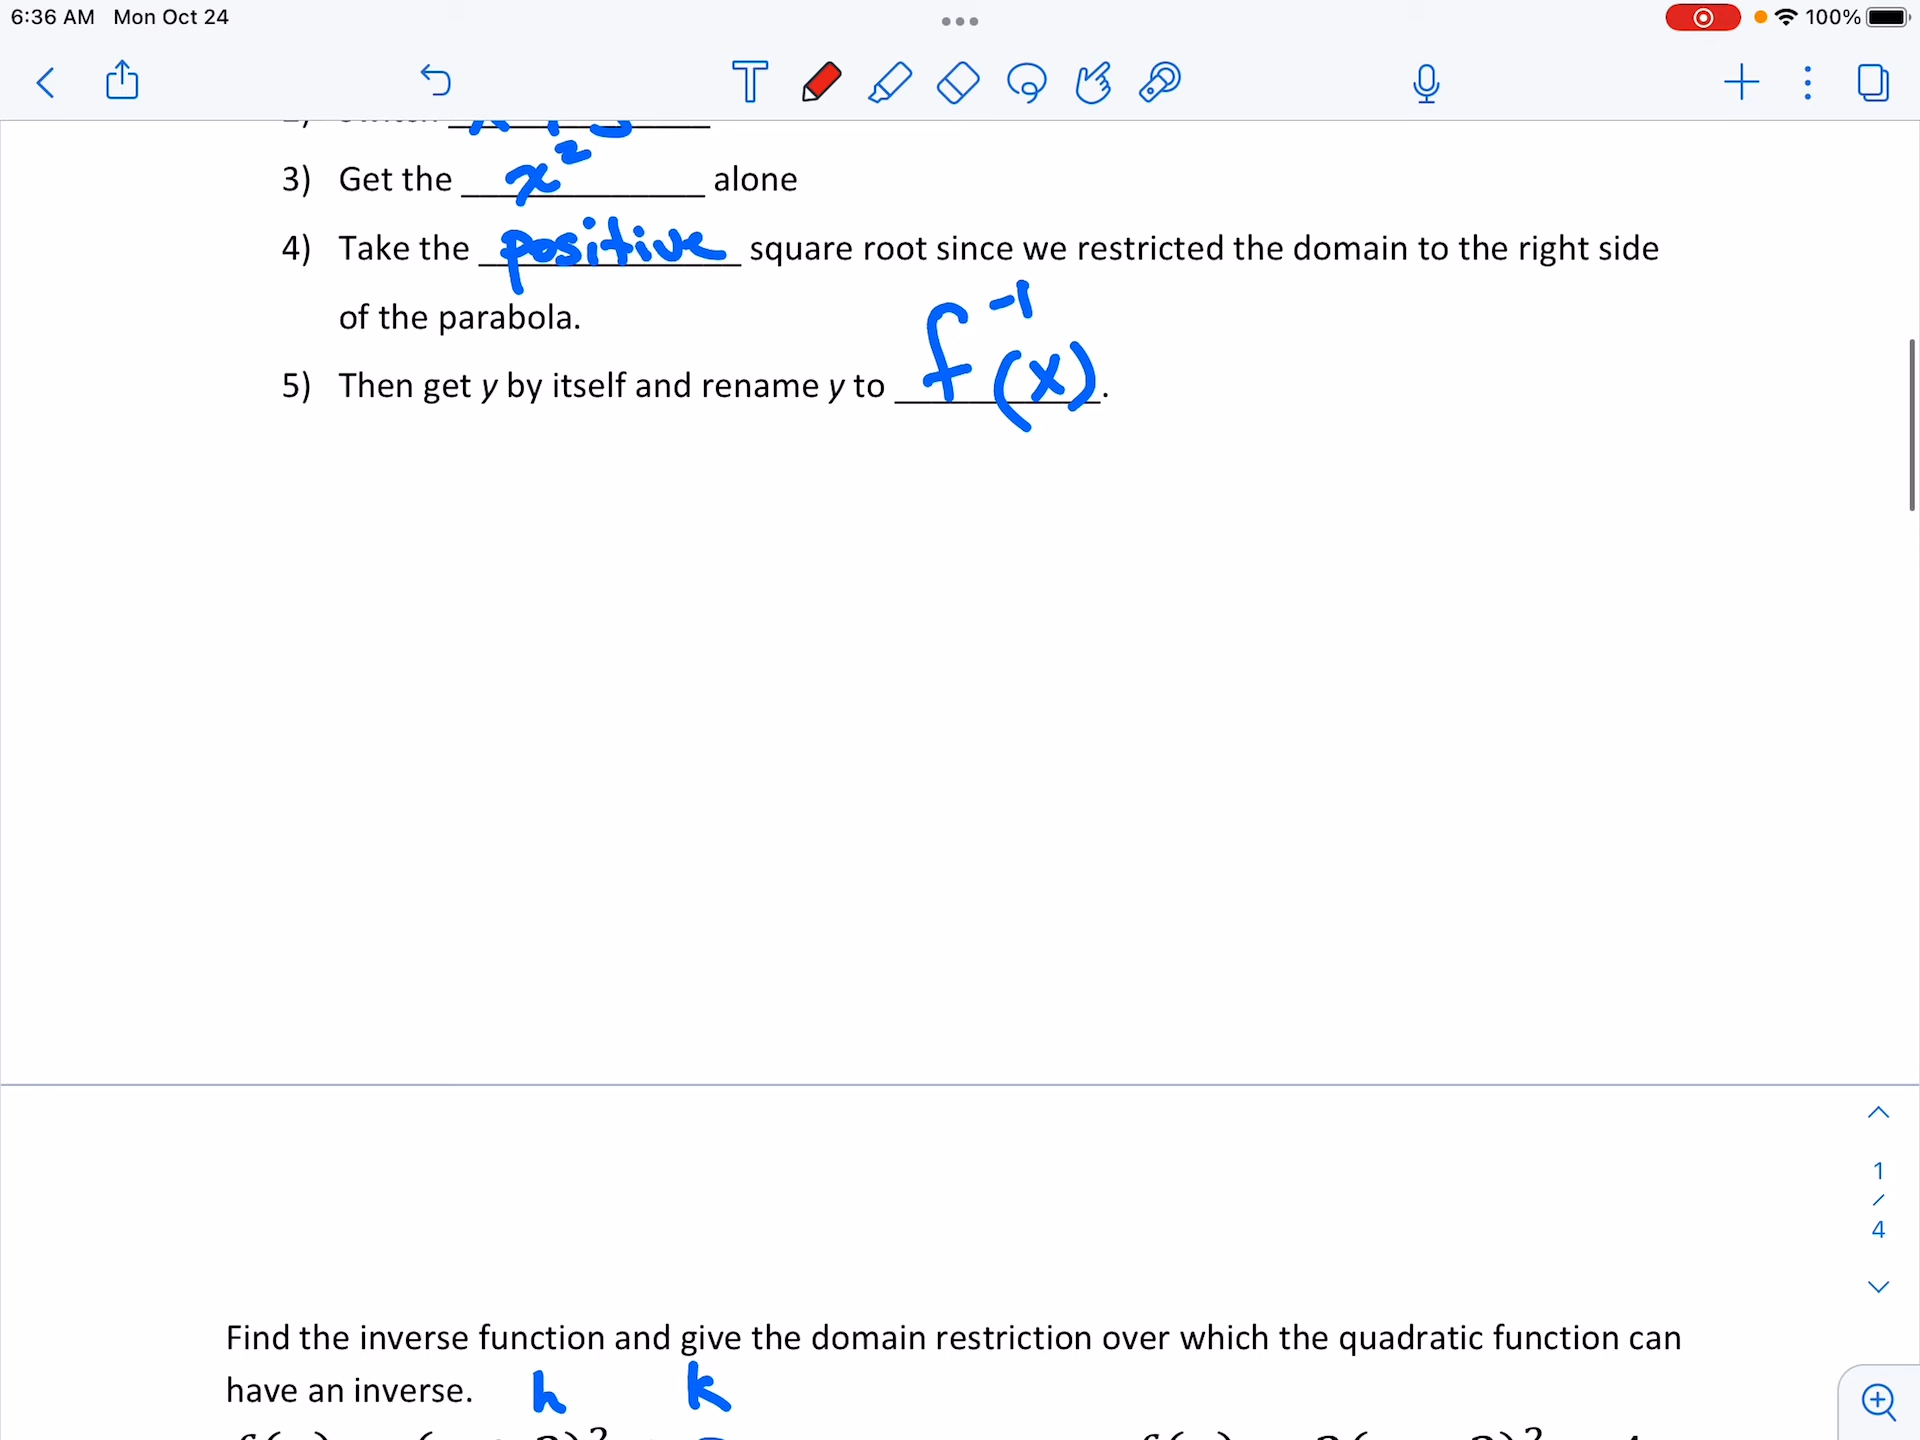 6:36 AM Mon Oct 24
100%
3) Get the x² alone
4) Take the positive square root since we restricted the domain to the right side
of the parabola.
5) Then get y by itself and rename y to f⁻¹(x).
1
/
4
Find the inverse function and give the domain restriction over which the quadratic function can
have an inverse. h k